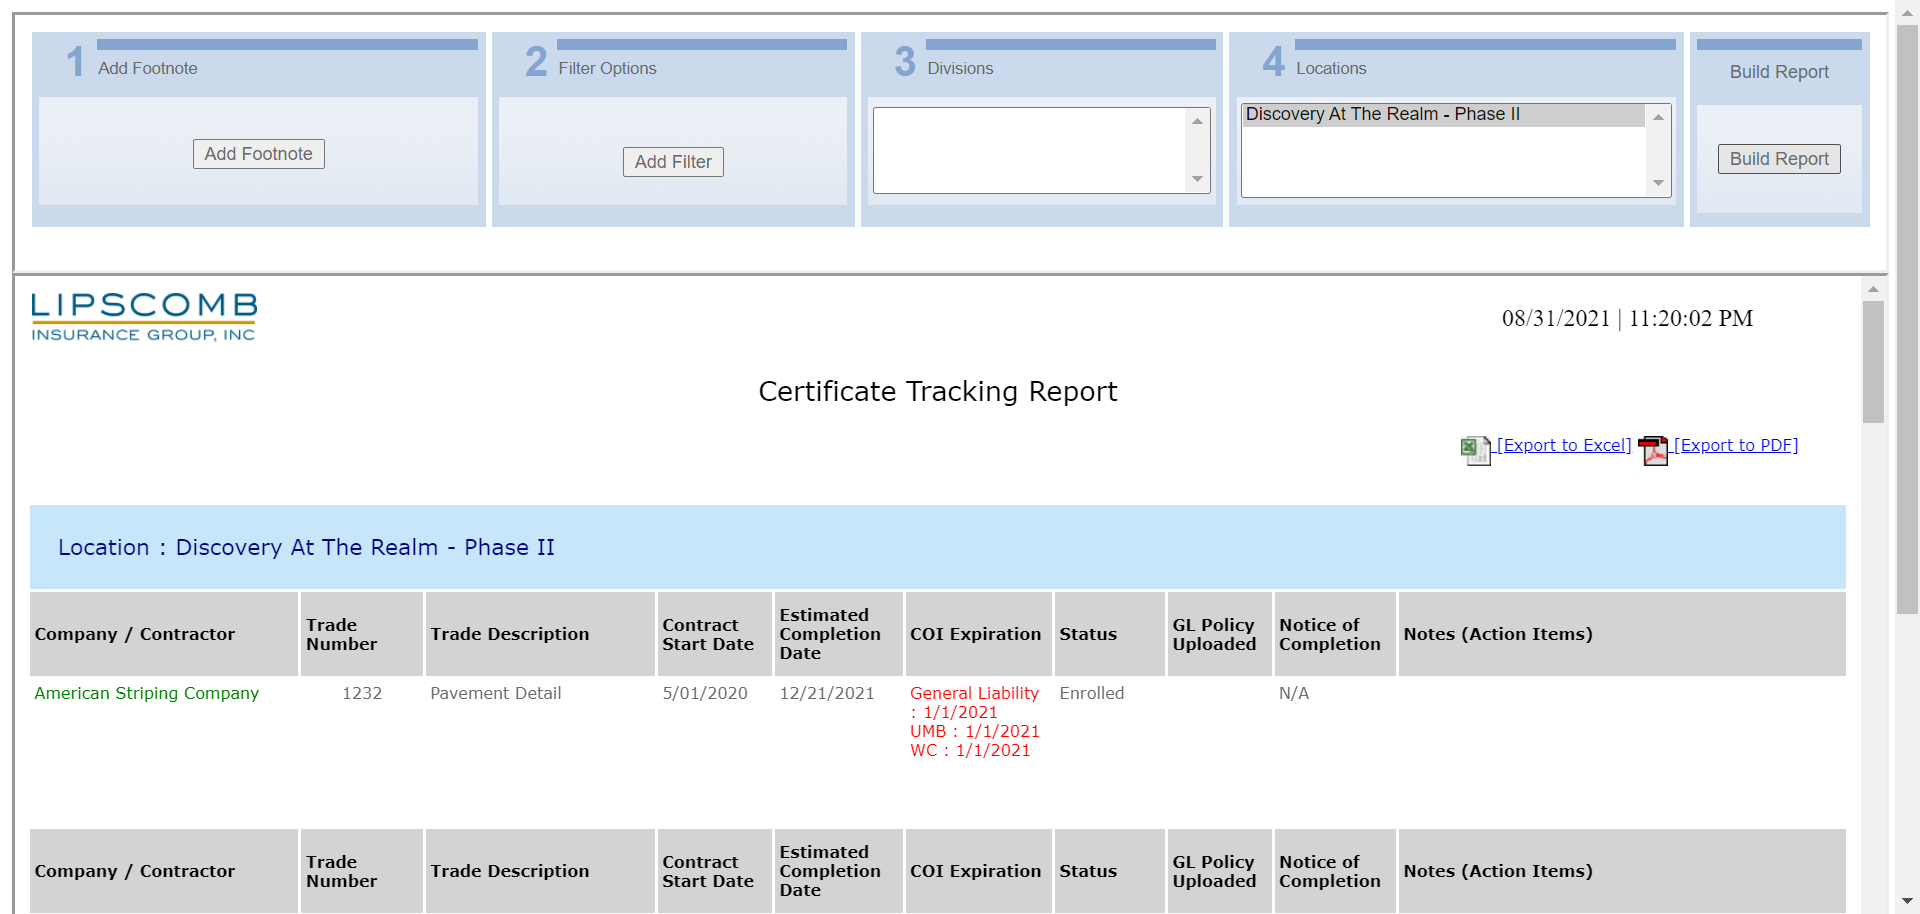 1 Add Footnote
Add Footnote
2 Filter Options
Add Filter
3 Divisions
4 Locations
Discovery At The Realm - Phase II
Build Report
Build Report
LIPSCOMB
INSURANCE GROUP, INC
08/31/2021 | 11:20:02 PM
Certificate Tracking Report
[Export to Excel] [Export to PDF]
Location : Discovery At The Realm - Phase II
Company / Contractor
Trade
Number
Trade Description
Contract
Start Date
Estimated
Completion
Date
COI Expiration
Status
GL Policy
Uploaded
Notice of
Completion
Notes (Action Items)
American Striping Company
1232
Pavement Detail
5/01/2020
12/21/2021
General Liability
: 1/1/2021
UMB : 1/1/2021
WC : 1/1/2021
Enrolled
N/A
Company / Contractor
Trade
Number
Trade Description
Contract
Start Date
Estimated
Completion
Date
COI Expiration
Status
GL Policy
Uploaded
Notice of
Completion
Notes (Action Items)